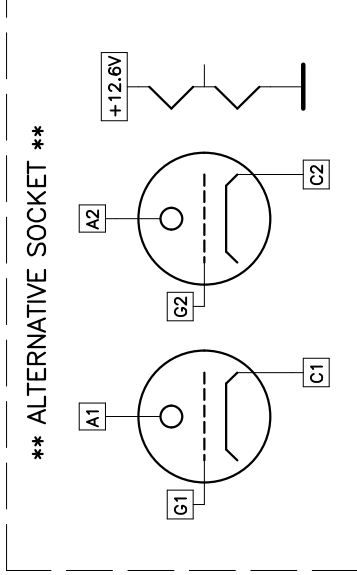 ** ALTERNATIVE SOCKET **
A1
G1
C1
A2
G2
C2
+12.6V